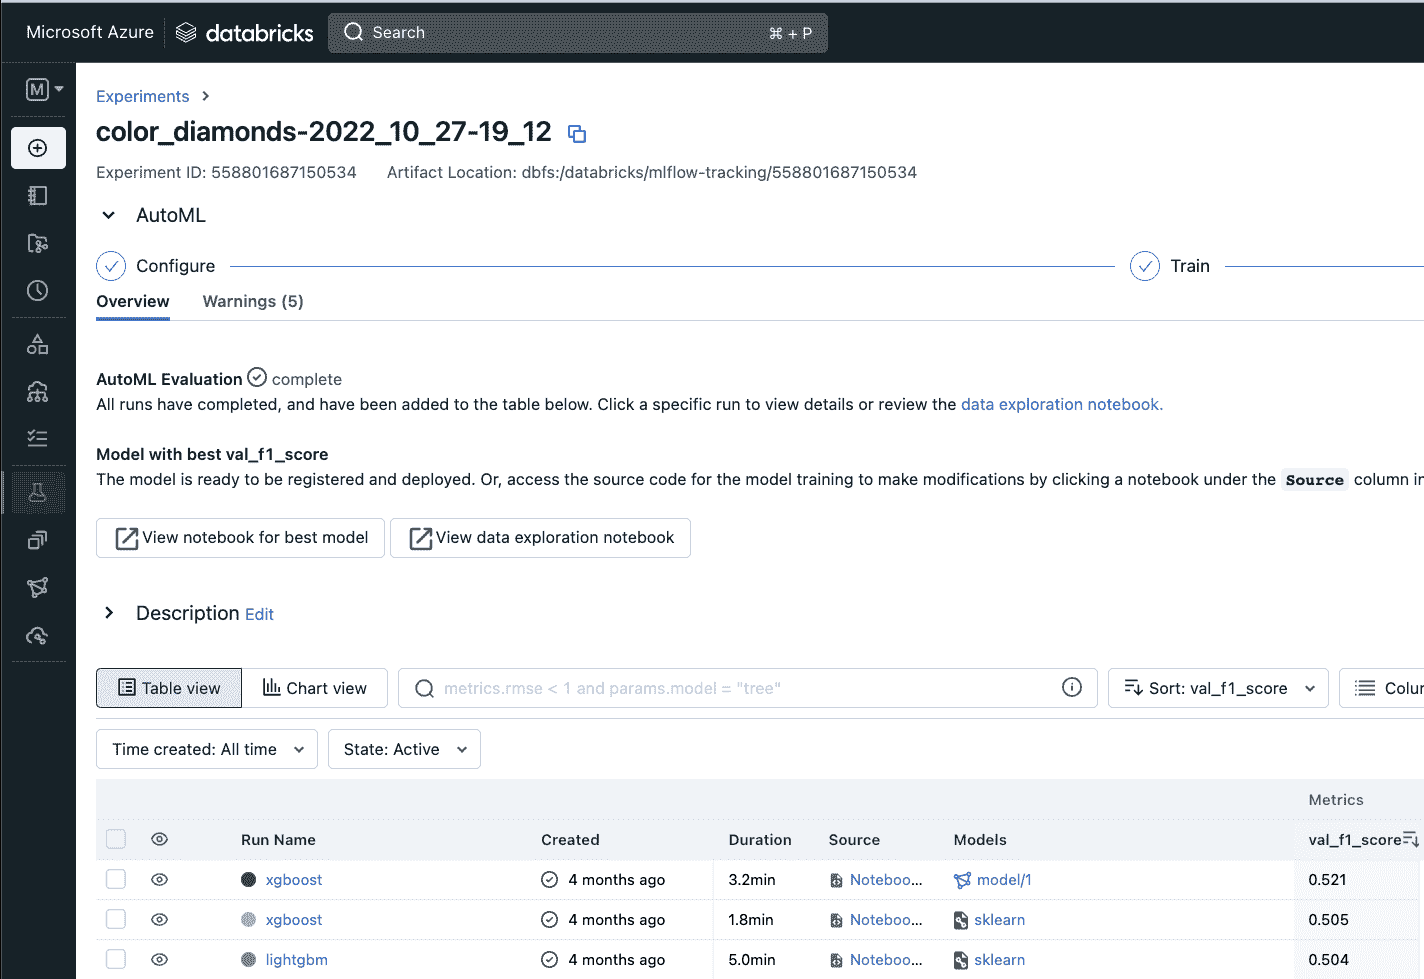 Microsoft Azure databricks Search ⌘ + P
M
Experiments >
color_diamonds-2022_10_27-19_12
Experiment ID: 558801687150534 Artifact Location: dbfs:/databricks/mlflow-tracking/558801687150534
AutoML
Configure Train
Overview Warnings (5)
AutoML Evaluation complete
All runs have completed, and have been added to the table below. Click a specific run to view details or review the data exploration notebook.
Model with best val_f1_score
The model is ready to be registered and deployed. Or, access the source code for the model training to make modifications by clicking a notebook under the Source column in
View notebook for best model View data exploration notebook
Description Edit
Table view Chart view metrics.rmse < 1 and params.model = "tree" Sort: val_f1_score Colu
Time created: All time State: Active
Metrics
Run Name Created Duration Source Models val_f1_score
xgboost 4 months ago 3.2min Noteboo... model/1 0.521
xgboost 4 months ago 1.8min Noteboo... sklearn 0.505
lightgbm 4 months ago 5.0min Noteboo... sklearn 0.504